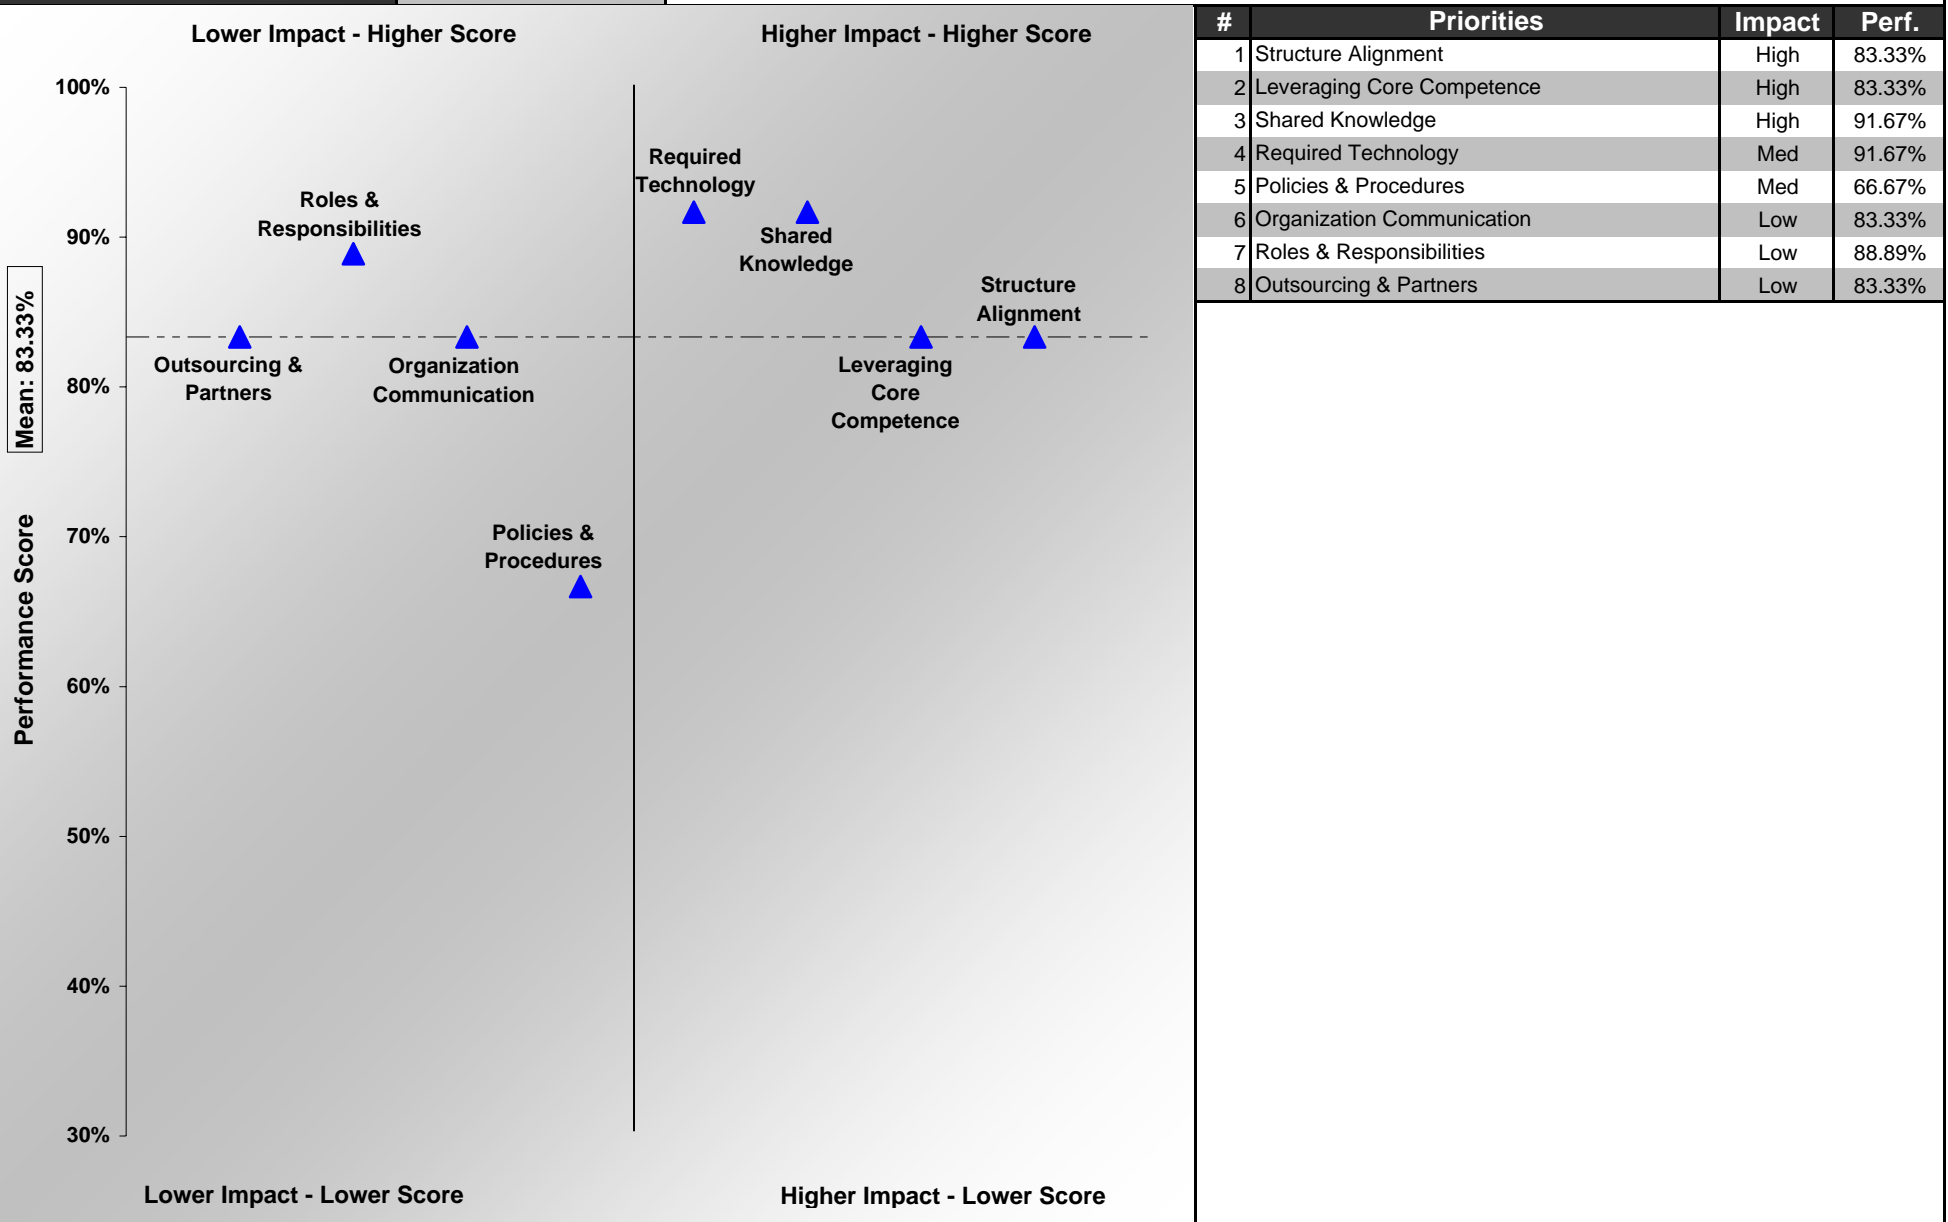 Lower Impact - Higher Score
Higher Impact - Higher Score
100%
90%
80%
70%
60%
50%
40%
30%
Mean: 83.33%
Performance Score
Required
Technology
Roles &
Responsibilities
Shared
Knowledge
Structure
Alignment
Outsourcing &
Partners
Organization
Communication
Leveraging
Core
Competence
Policies &
Procedures
Lower Impact - Lower Score
Higher Impact - Lower Score
# Priorities Impact Perf.
1 Structure Alignment High 83.33%
2 Leveraging Core Competence High 83.33%
3 Shared Knowledge High 91.67%
4 Required Technology Med 91.67%
5 Policies & Procedures Med 66.67%
6 Organization Communication Low 83.33%
7 Roles & Responsibilities Low 88.89%
8 Outsourcing & Partners Low 83.33%